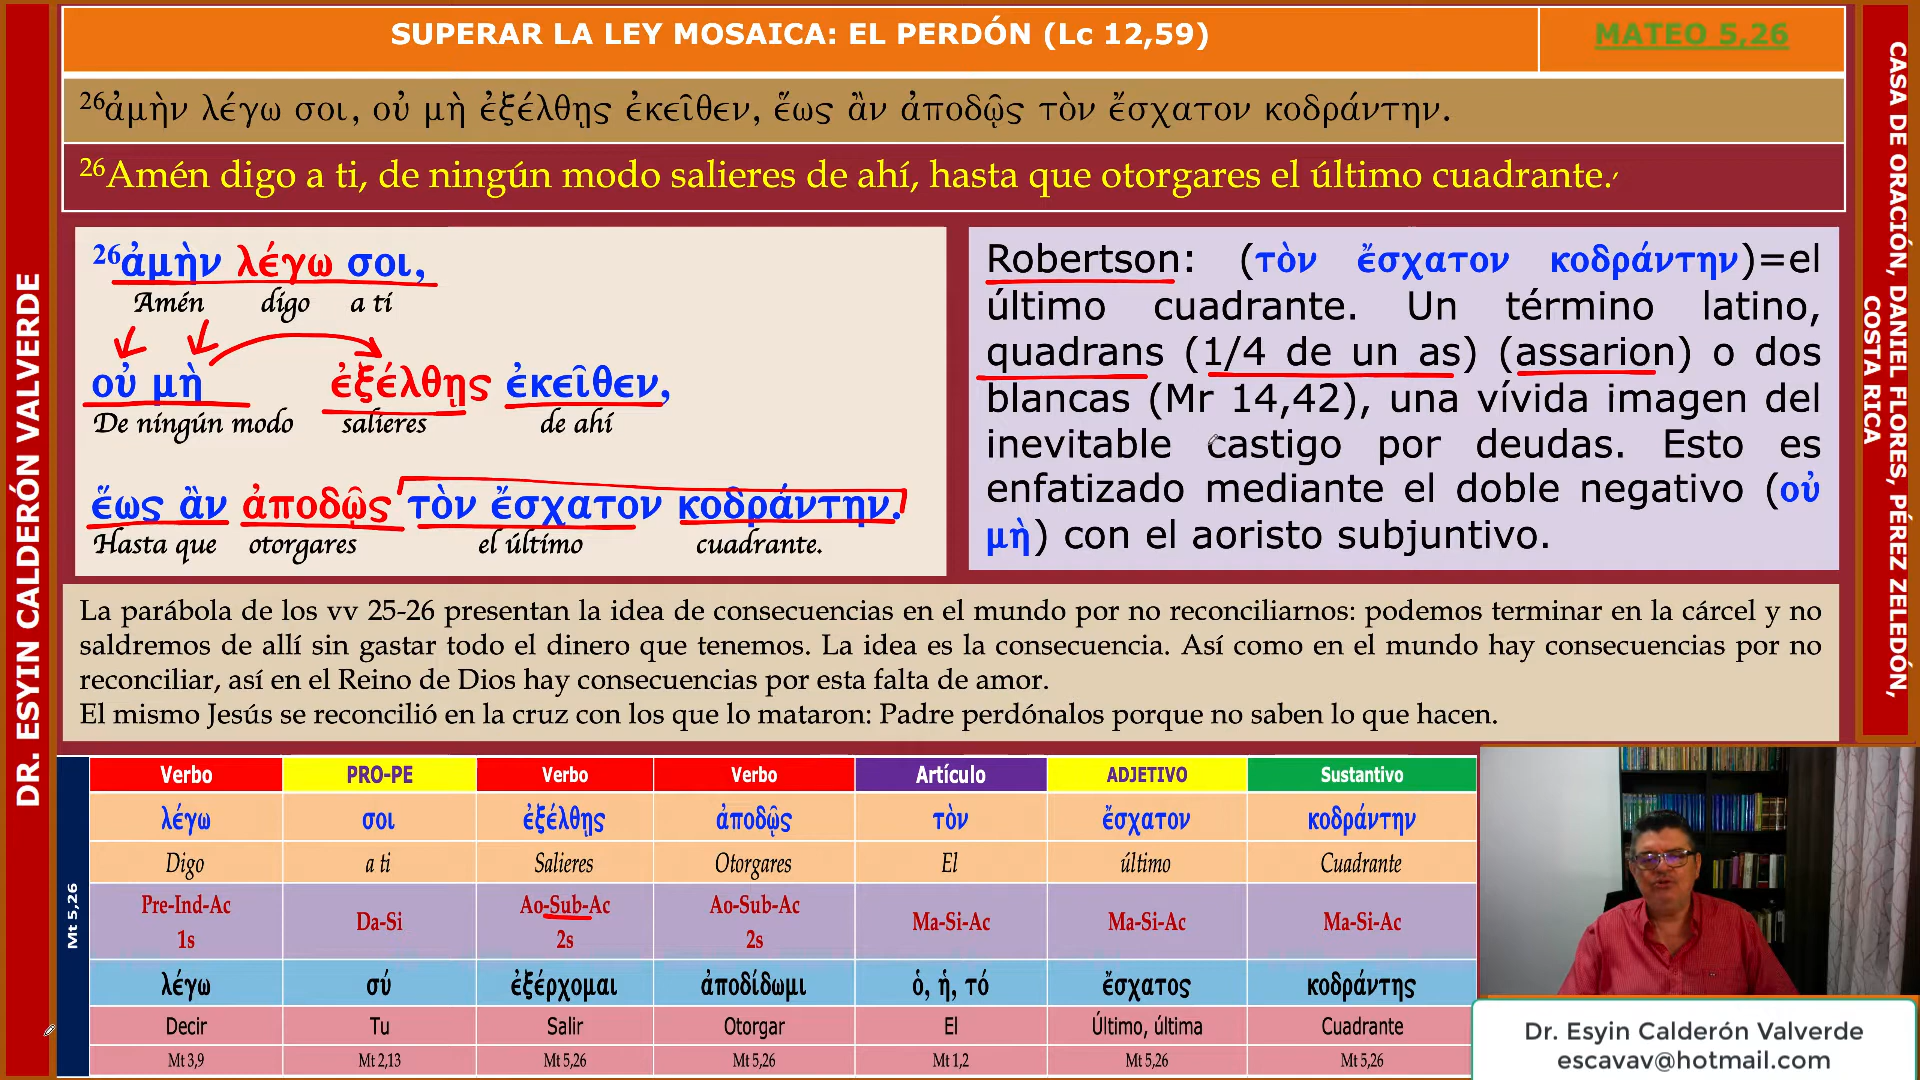 SUPERAR LA LEY MOSAICA: EL PERDÓN (Lc 12,59)
MATEO 5,26
²⁶ἀμὴν λέγω σοι, οὐ μὴ ἐξέλθῃς ἐκεῖθεν, ἕως ἂν ἀποδῷς τὸν ἔσχατον κοδράντην.
²⁶Amén digo a ti, de ningún modo salieres de ahí, hasta que otorgares el último cuadrante.
²⁶ἀμὴν λέγω σοι,
Amén digo a tí
οὐ μὴ ἐξέλθῃς ἐκεῖθεν,
De ningún modo salieres de ahí
ἕως ἂν ἀποδῷς τὸν ἔσχατον κοδράντην.
Hasta que otorgares el último cuadrante.
Robertson: (τὸν ἔσχατον κοδράντην)=el
último cuadrante. Un término latino,
quadrans (1/4 de un as) (assarion) o dos
blancas (Mr 14,42), una vívida imagen del
inevitable castigo por deudas. Esto es
enfatizado mediante el doble negativo (οὐ
μὴ) con el aoristo subjuntivo.
La parábola de los vv 25-26 presentan la idea de consecuencias en el mundo por no reconciliarnos: podemos terminar en la cárcel y no
saldremos de allí sin gastar todo el dinero que tenemos. La idea es la consecuencia. Así como en el mundo hay consecuencias por no
reconciliar, así en el Reino de Dios hay consecuencias por esta falta de amor.
El mismo Jesús se reconcilió en la cruz con los que lo mataron: Padre perdónalos porque no saben lo que hacen.
Mt 5,26
Verbo PRO-PE Verbo Verbo Artículo ADJETIVO Sustantivo
λέγω σοι ἐξέλθῃς ἀποδῷς τὸν ἔσχατον κοδράντην
Digo a ti Salieres Otorgares El último Cuadrante
Pre-Ind-Ac Da-Si Ao-Sub-Ac Ao-Sub-Ac Ma-Si-Ac Ma-Si-Ac Ma-Si-Ac
1s 2s 2s
λέγω σύ ἐξέρχομαι ἀποδίδωμι ὁ, ἡ, τό ἔσχατος κοδράντης
Decir Tu Salir Otorgar El Último, última Cuadrante
Mt 3,9 Mt 2,13 Mt 5,26 Mt 5,26 Mt 1,2 Mt 5,26 Mt 5,26
DR. ESYIN CALDERÓN VALVERDE
CASA DE ORACIÓN, DANIEL FLORES, PÉREZ ZELEDÓN,
COSTA RICA
Dr. Esyin Calderón Valverde
escavav@hotmail.com